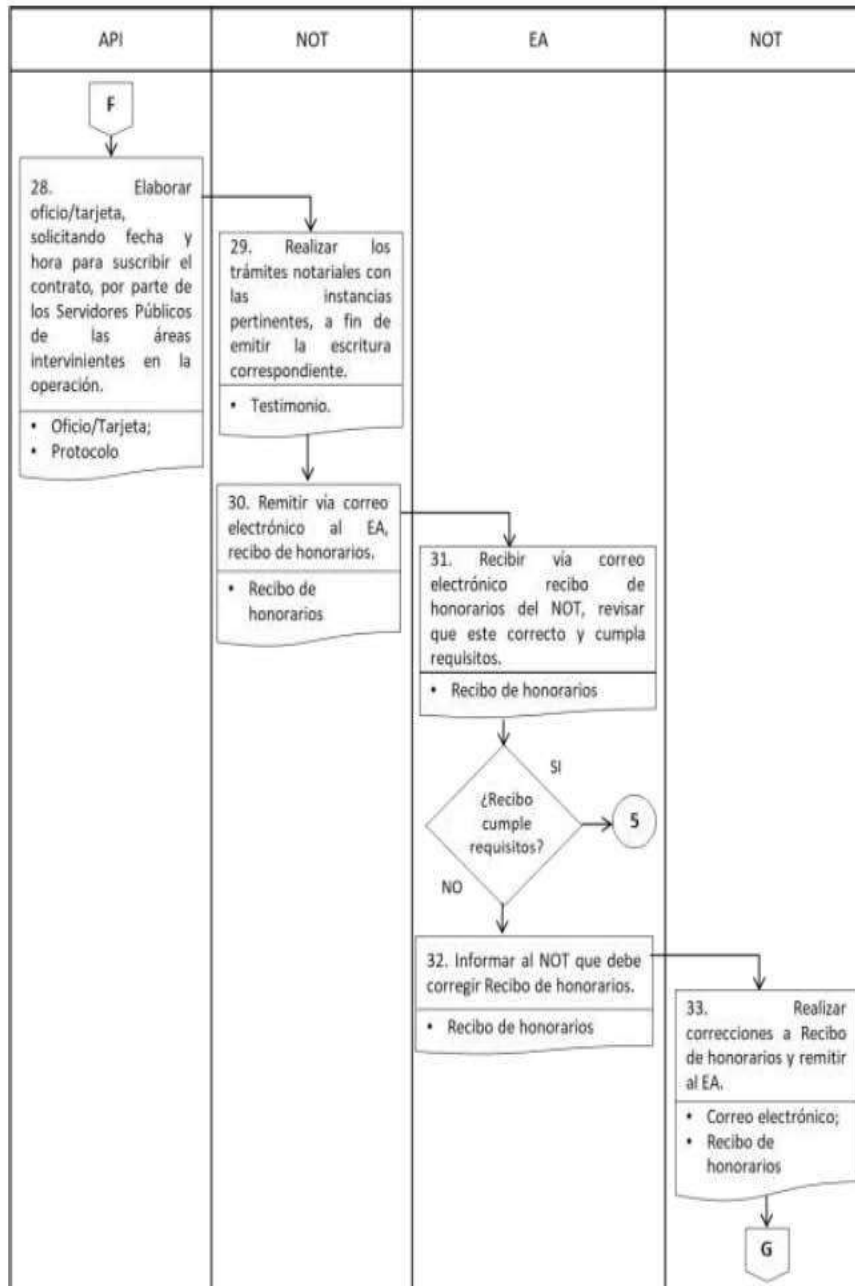 API
NOT
EA
NOT
F
28. Elaborar
oficio/tarjeta,
solicitando fecha y
hora para suscribir el
contrato, por parte de
los Servidores Públicos
de las áreas
intervinientes en la
operación.
• Oficio/Tarjeta;
• Protocolo
29. Realizar los
trámites notariales con
las instancias
pertinentes, a fin de
emitir la escritura
correspondiente.
• Testimonio.
30. Remitir vía correo
electrónico al EA,
recibo de honorarios.
• Recibo de
honorarios
31. Recibir vía correo
electrónico recibo de
honorarios del NOT, revisar
que este correcto y cumpla
requisitos.
• Recibo de honorarios
SI
¿Recibo
cumple
requisitos?
5
NO
32. Informar al NOT que debe
corregir Recibo de honorarios.
• Recibo de honorarios
33. Realizar
correcciones a Recibo
de honorarios y remitir
al EA.
• Correo electrónico;
• Recibo de
honorarios
G